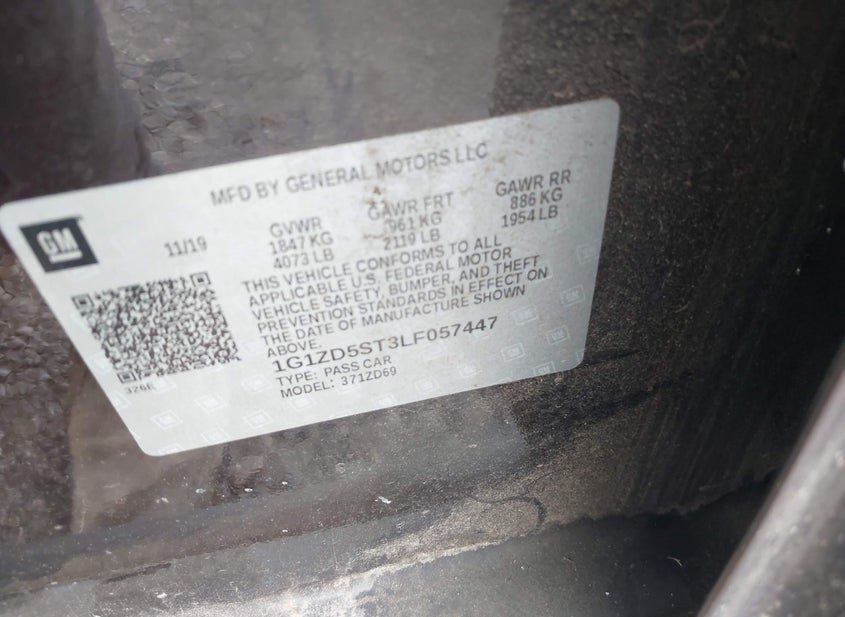 MFD BY GENERAL MOTORS LLC
GM
11/19
GVWR
1847 KG
4073 LB
GAWR FRT
961 KG
2119 LB
GAWR RR
886 KG
1954 LB
THIS VEHICLE CONFORMS TO ALL
APPLICABLE U.S. FEDERAL MOTOR
VEHICLE SAFETY, BUMPER, AND THEFT
PREVENTION STANDARDS IN EFFECT ON
THE DATE OF MANUFACTURE SHOWN
ABOVE.
1G1ZD5ST3LF057447
TYPE: PASS CAR
MODEL: 371ZD69